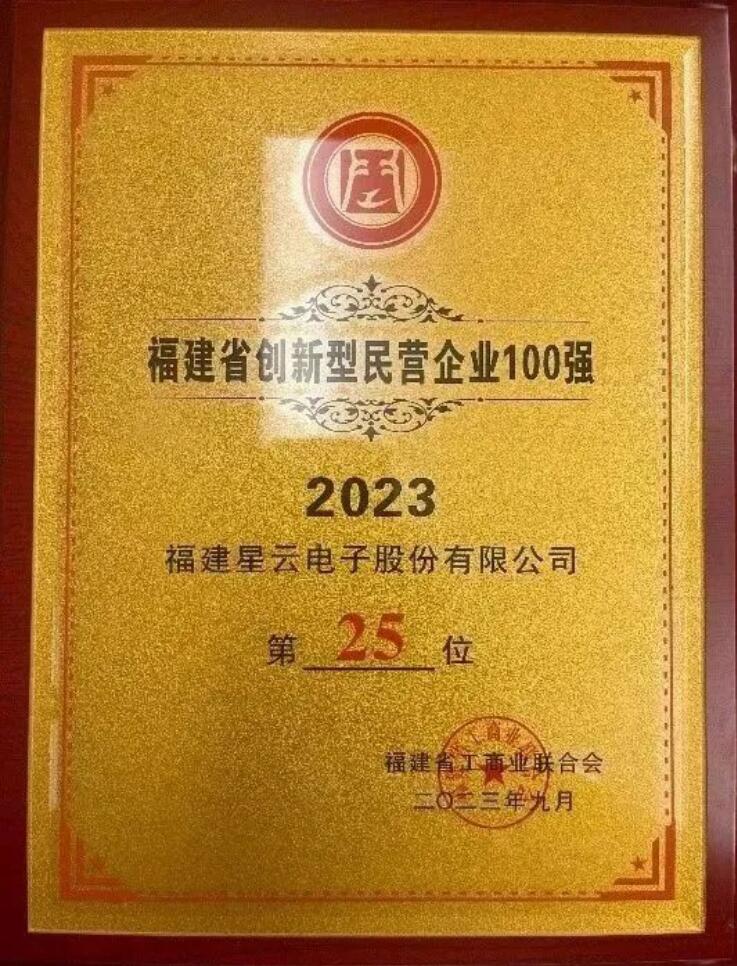 福建省创新型民营企业100强
2023
福建星云电子股份有限公司
第 25 位
福建省工商业联合会
二〇二三年九月